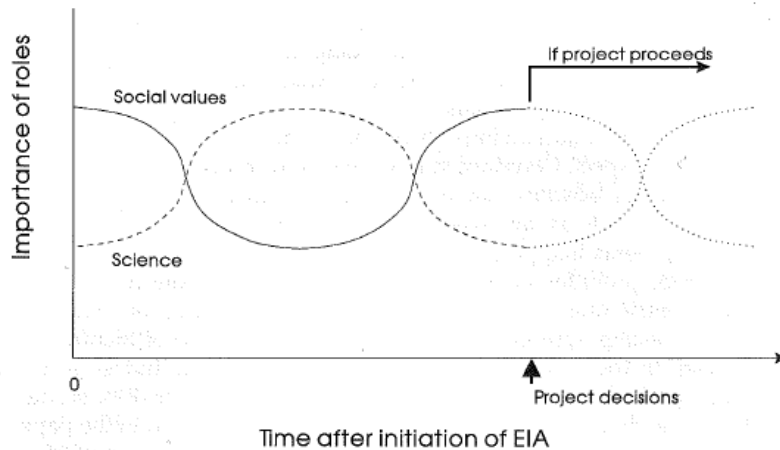 If project proceeds
Social values
Importance of roles
Science
0
Project decisions
Time after initiation of EIA